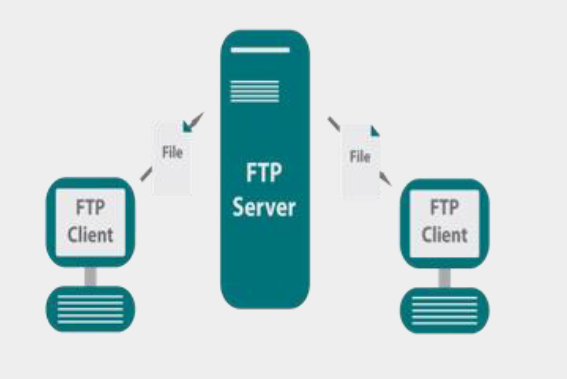 File
File
FTP
Server
FTP
Client
FTP
Client